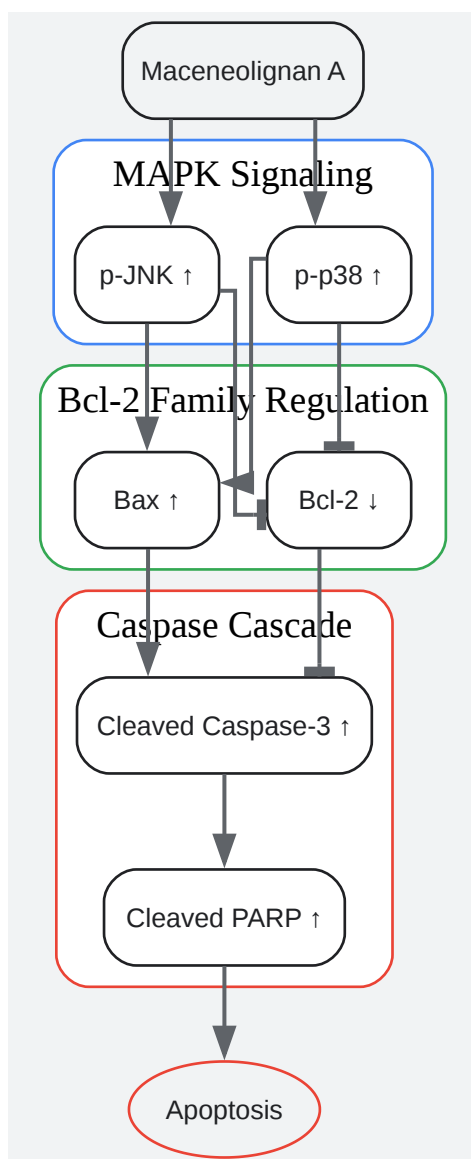 Maceneolignan A
MAPK Signaling
p-JNK ↑
p-p38 ↑
Bcl-2 Family Regulation
Bax ↑
Bcl-2 ↓
Caspase Cascade
Cleaved Caspase-3 ↑
Cleaved PARP ↑
Apoptosis